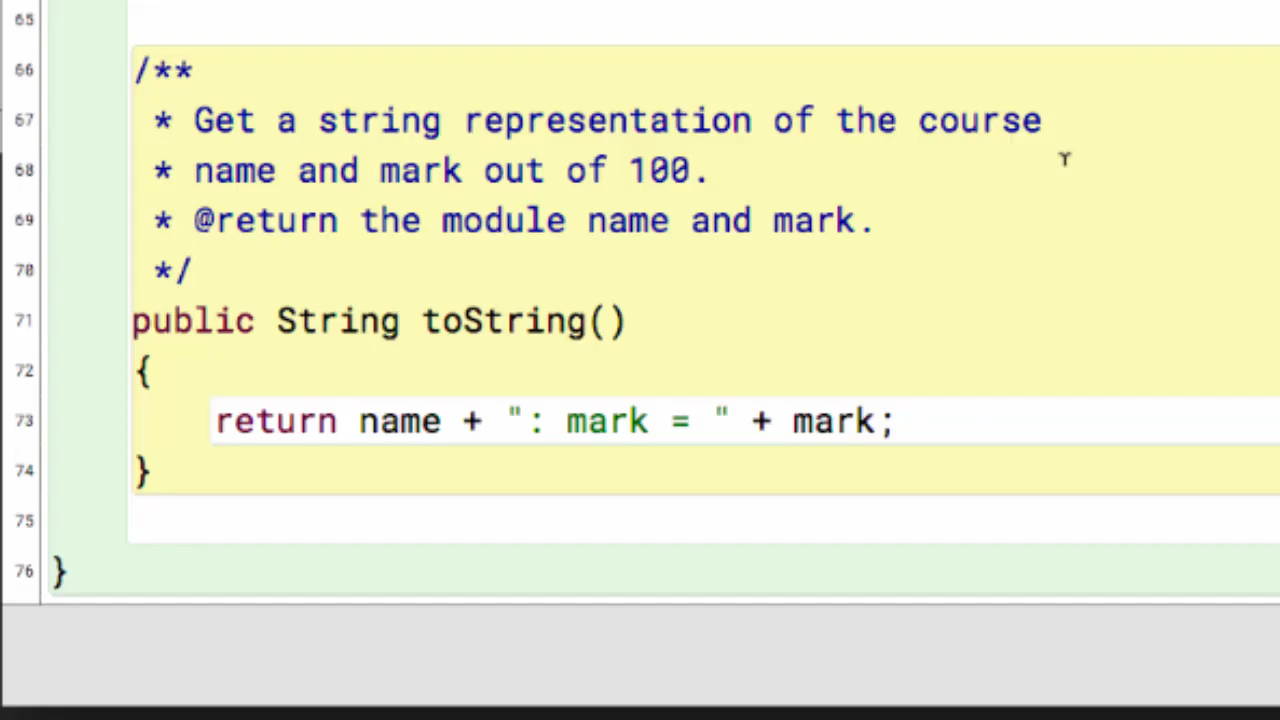 65
66 /**
67 * Get a string representation of the course
68 * name and mark out of 100.
69 * @return the module name and mark.
70 */
71 public String toString()
72 {
73 return name + ": mark = " + mark;
74 }
75
76 }